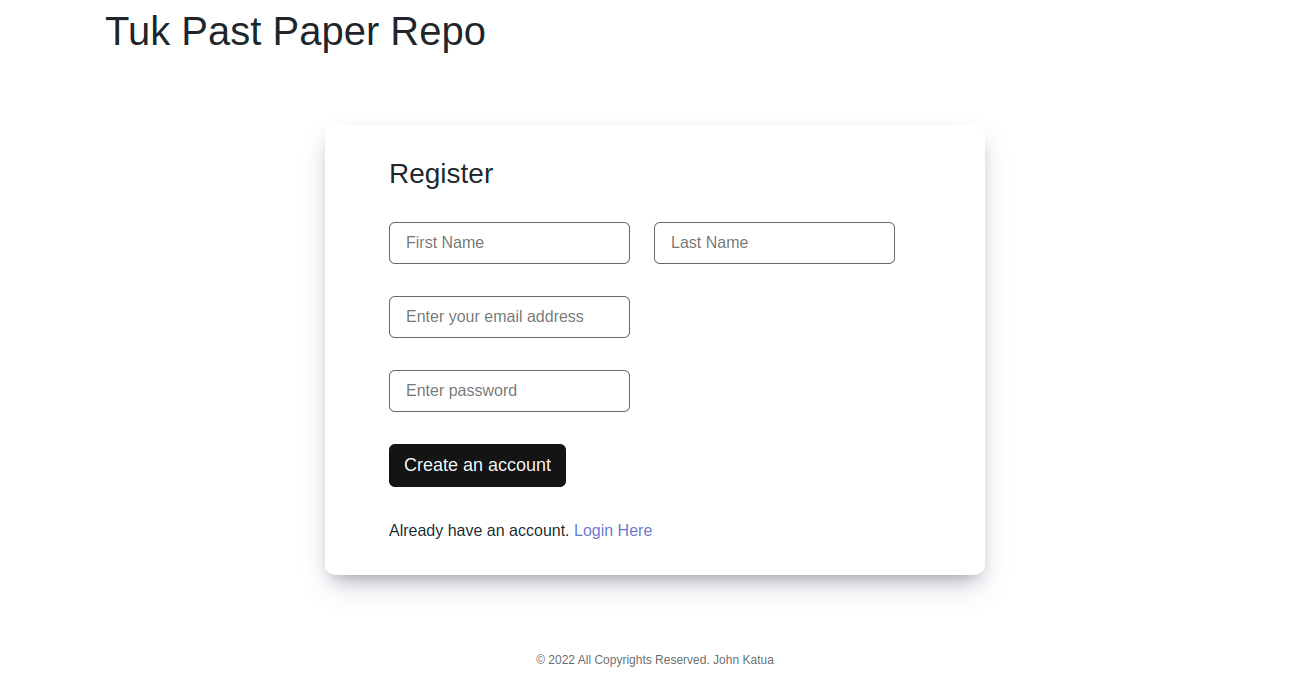 Tuk Past Paper Repo
Register
First Name Last Name
Enter your email address
Enter password
Create an account
Already have an account. Login Here
© 2022 All Copyrights Reserved. John Katua